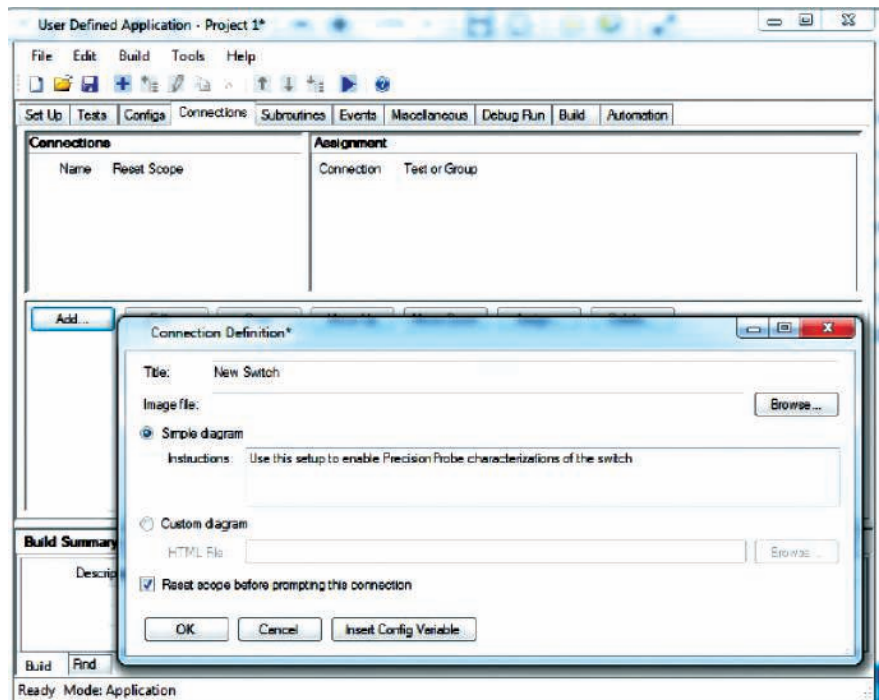 User Defined Application - Project 1*
File Edit Build Tools Help
Set Up Tests Configs Connections Subroutines Events Miscellaneous Debug Run Build Automation
Connections
Assignment
Name Reset Scope
Connection Test or Group
Add...
Connection Definition*
Title: New Switch
Image file:
Browse...
Simple diagram
Instructions: Use this setup to enable Precision Probe characterizations of the switch
Custom diagram
HTML File
Browse...
Reset scope before prompting this connection
OK Cancel Insert Config Variable
Build Summary
Descrip
Build Find
Ready Mode: Application